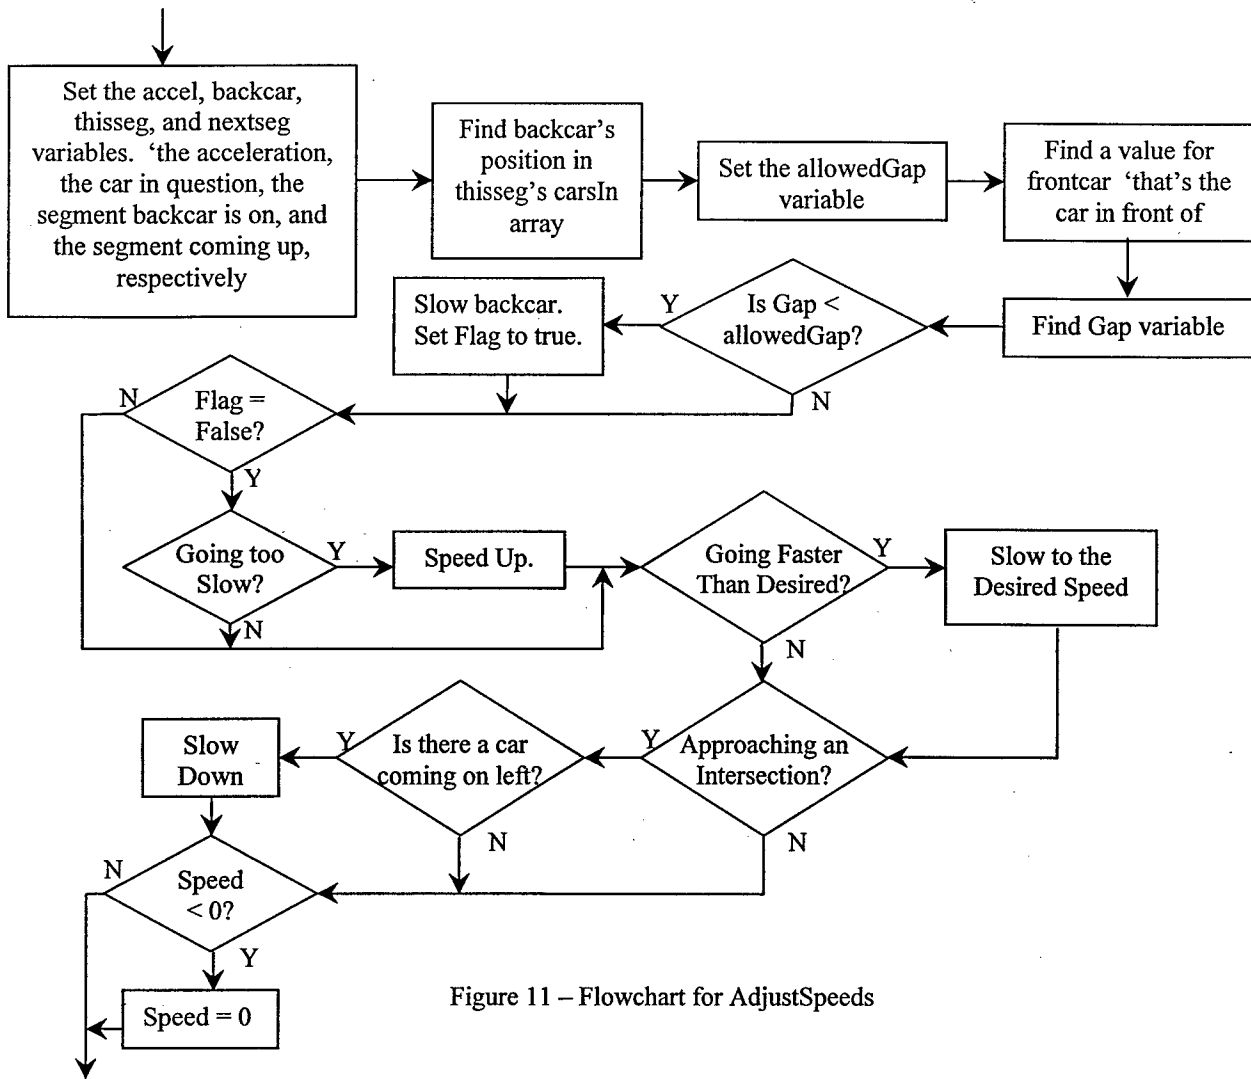 Set the accel, backcar,
thisseg, and nextseg
variables. ‘the acceleration,
the car in question, the
segment backcar is on, and
the segment coming up,
respectively
Find backcar’s
position in
thisseg’s carsIn
array
Set the allowedGap
variable
Find a value for
frontcar ‘that’s the
car in front of
Slow backcar.
Set Flag to true.
Y
Is Gap <
allowedGap?
N
Find Gap variable
N
Flag =
False?
Y
Going too
Slow?
Y
N
Speed Up.
Going Faster
Than Desired?
Y
N
Slow to the
Desired Speed
Slow
Down
Y
Is there a car
coming on left?
N
Y
Approaching an
Intersection?
N
N
Speed
< 0?
Y
Speed = 0
Figure 11 – Flowchart for AdjustSpeeds